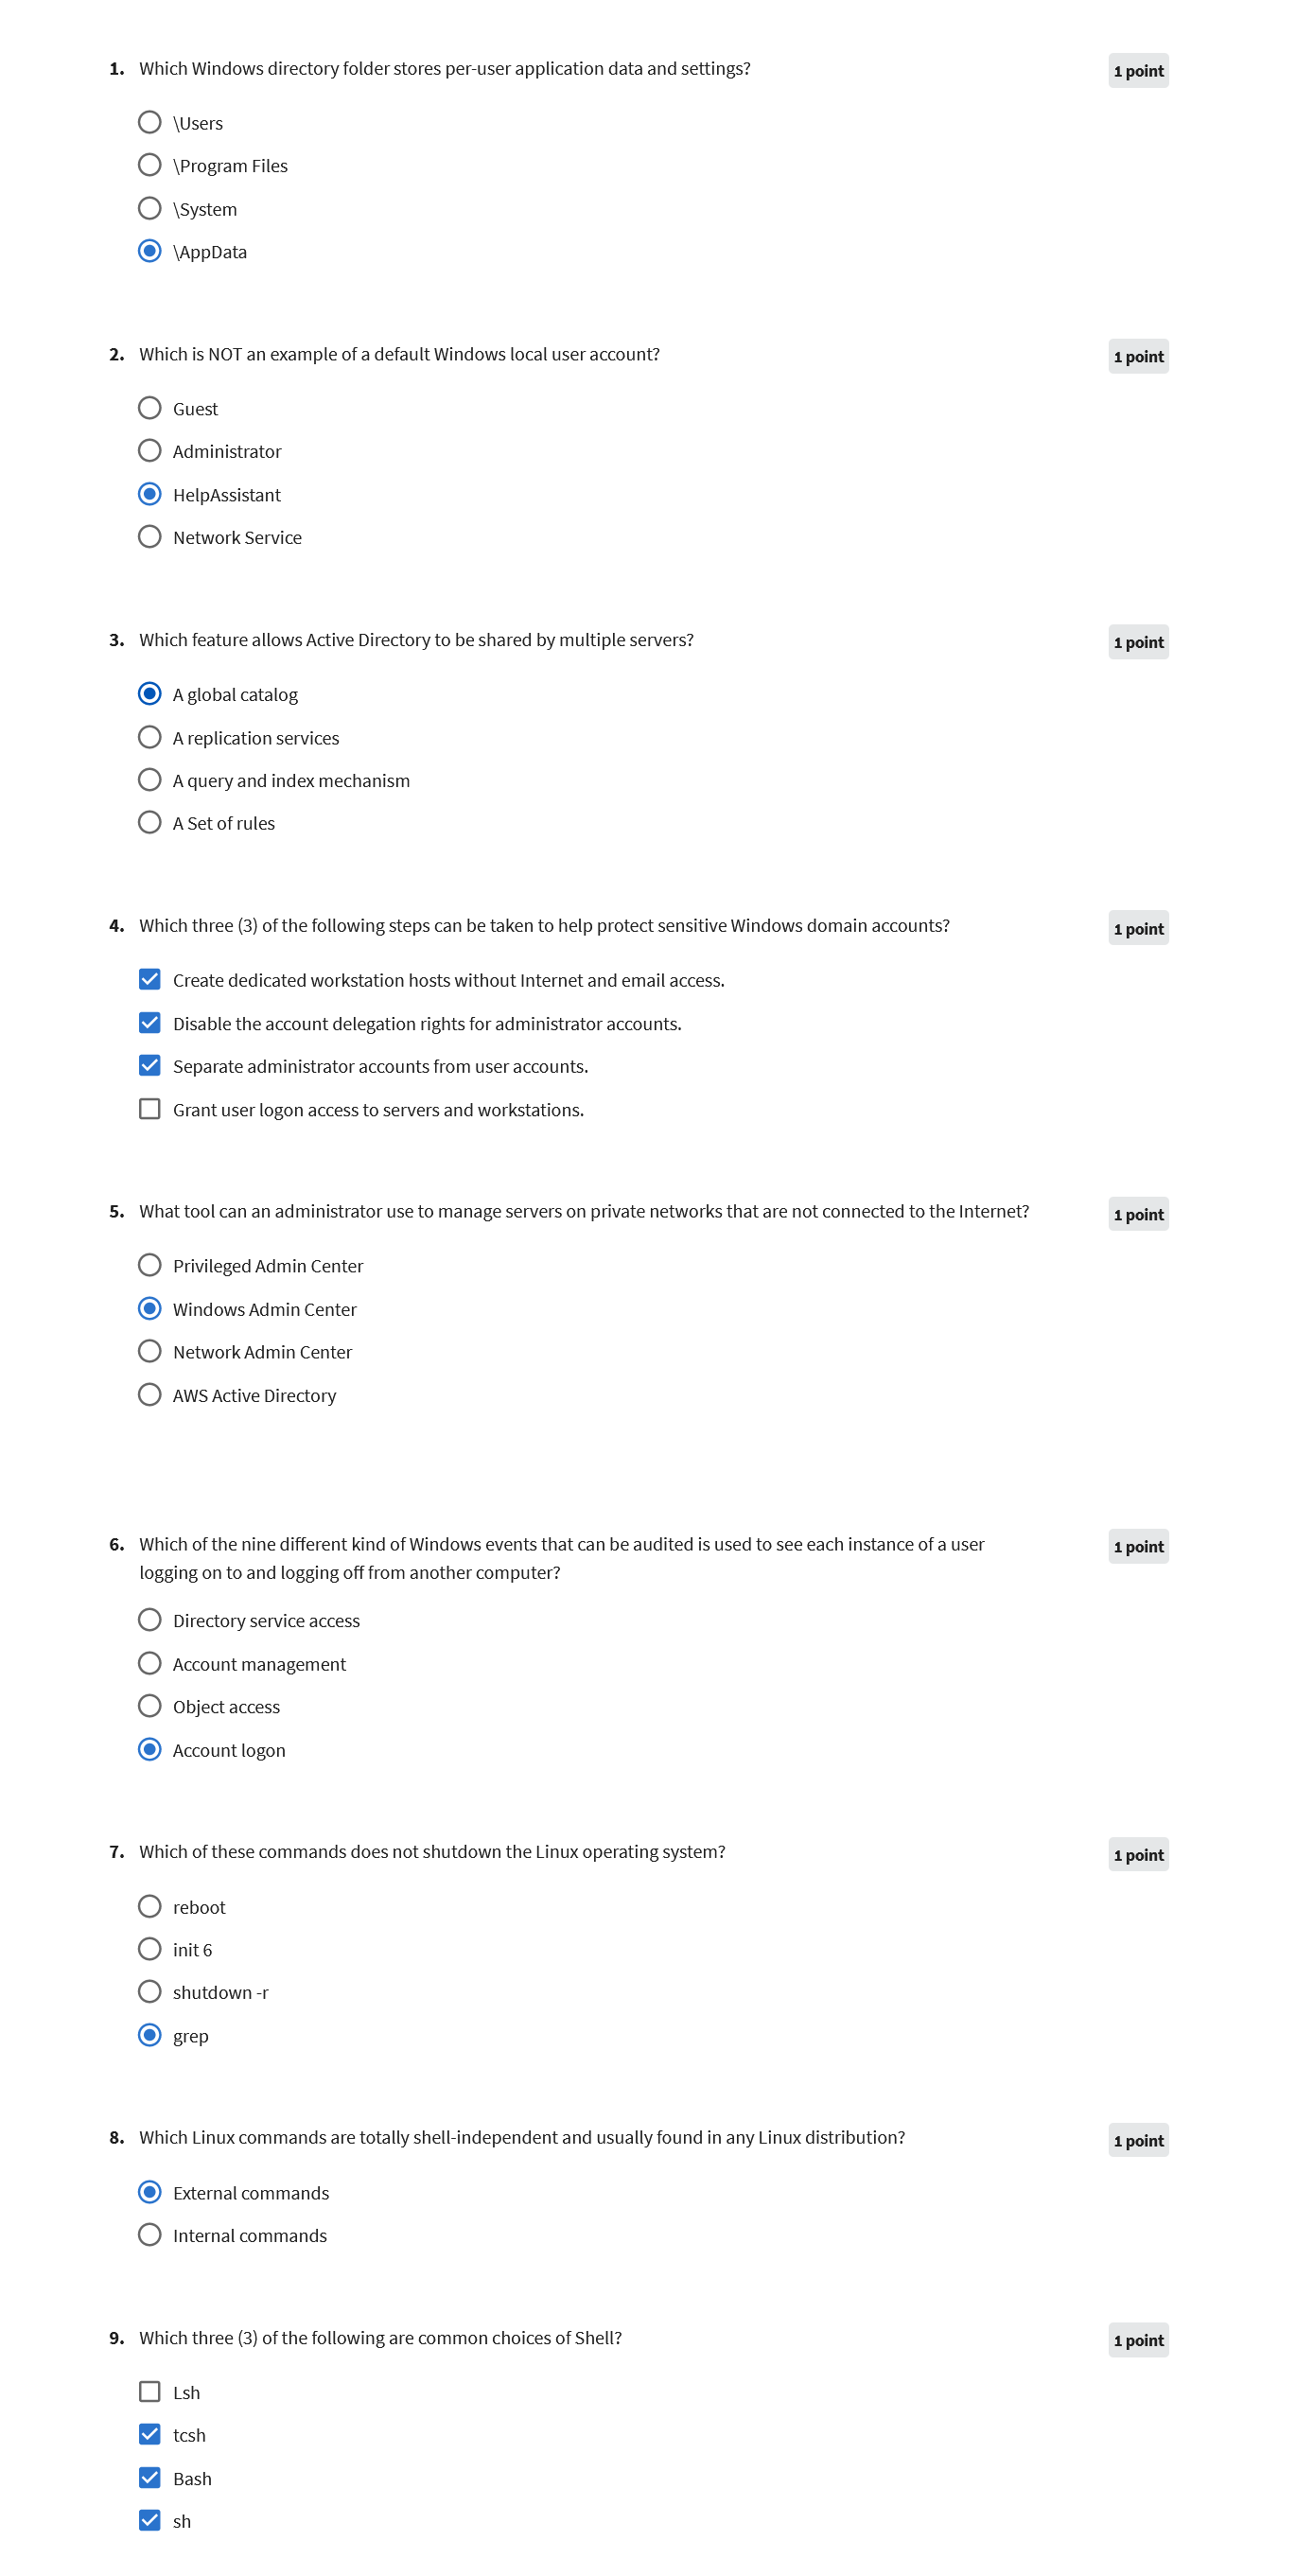 1. Which Windows directory folder stores per-user application data and settings?
1 point
\Users
\Program Files
\System
\AppData
2. Which is NOT an example of a default Windows local user account?
1 point
Guest
Administrator
HelpAssistant
Network Service
3. Which feature allows Active Directory to be shared by multiple servers?
1 point
A global catalog
A replication services
A query and index mechanism
A Set of rules
4. Which three (3) of the following steps can be taken to help protect sensitive Windows domain accounts?
1 point
Create dedicated workstation hosts without Internet and email access.
Disable the account delegation rights for administrator accounts.
Separate administrator accounts from user accounts.
Grant user logon access to servers and workstations.
5. What tool can an administrator use to manage servers on private networks that are not connected to the Internet?
1 point
Privileged Admin Center
Windows Admin Center
Network Admin Center
AWS Active Directory
6. Which of the nine different kind of Windows events that can be audited is used to see each instance of a user
1 point
logging on to and logging off from another computer?
Directory service access
Account management
Object access
Account logon
7. Which of these commands does not shutdown the Linux operating system?
1 point
reboot
init 6
shutdown -r
grep
8. Which Linux commands are totally shell-independent and usually found in any Linux distribution?
1 point
External commands
Internal commands
9. Which three (3) of the following are common choices of Shell?
1 point
Lsh
tcsh
Bash
sh